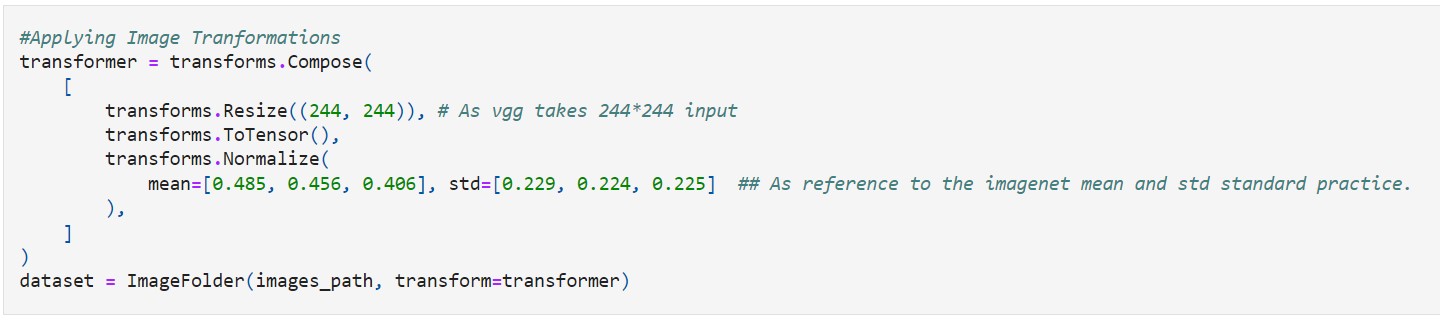 #Applying Image Tranformations
transformer = transforms.Compose(
    [
        transforms.Resize((244, 244)), # As vgg takes 244*244 input
        transforms.ToTensor(),
        transforms.Normalize(
            mean=[0.485, 0.456, 0.406], std=[0.229, 0.224, 0.225]  ## As reference to the imagenet mean and std standard practice.
        ),
    ]
)
dataset = ImageFolder(images_path, transform=transformer)